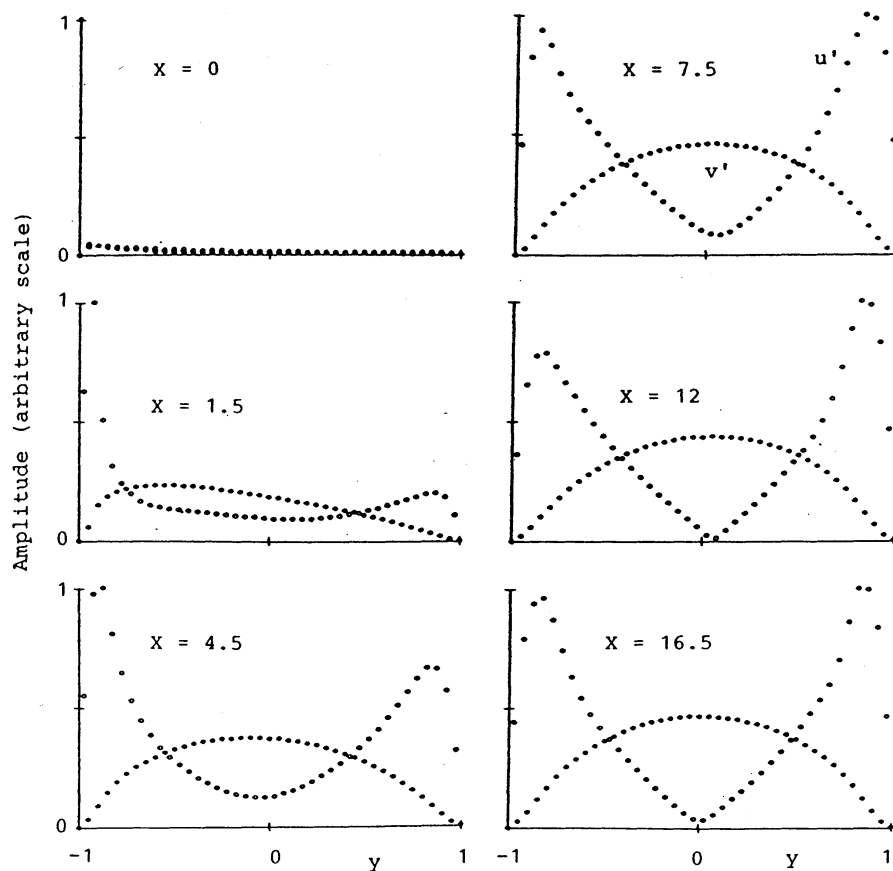 Amplitude (arbitrary scale)
1
X = 0
0
X = 7.5
u'
v'
1
X = 1.5
0
X = 12
1
X = 4.5
0
-1
0
y
1
X = 16.5
-1
0
y
1